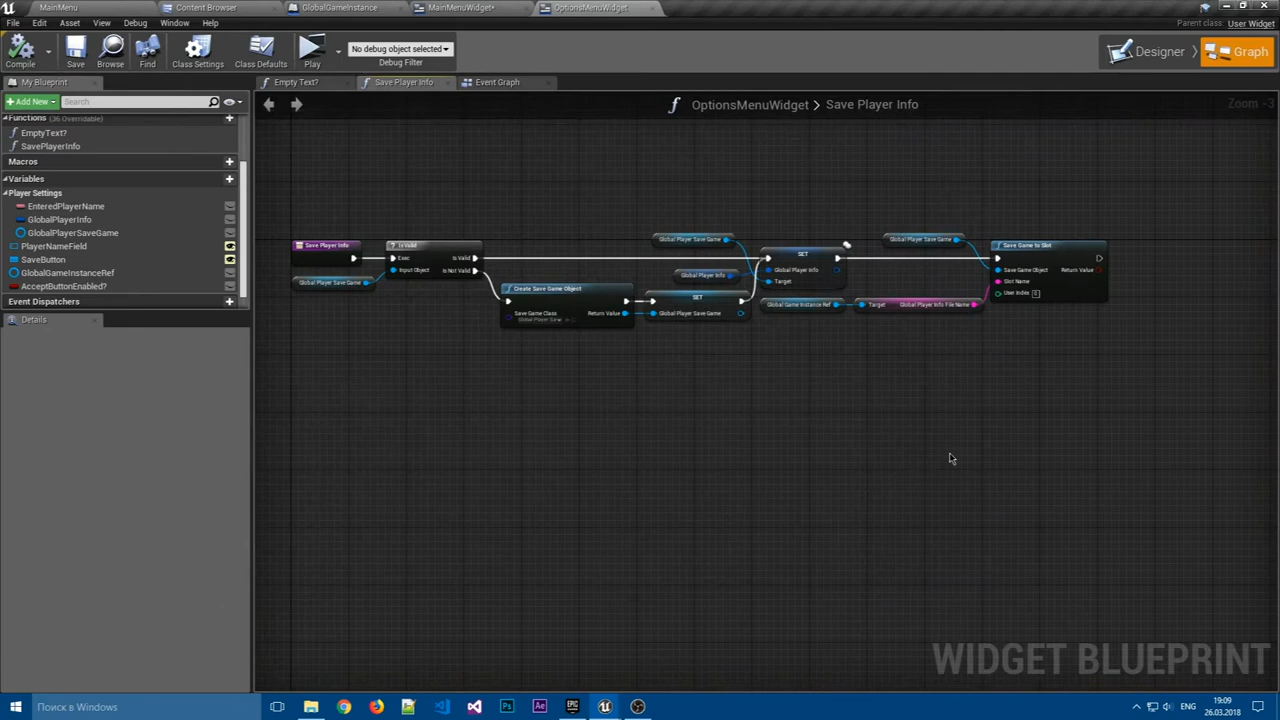 MainMenu
Content Browser
GlobalGameInstance
MainMenuWidget*
OptionsMenuWidget
File Edit Asset View Debug Window Help
Parent class: User Widget
Compile
Save
Browse
Find
Class Settings
Class Defaults
Play
No debug object selected
Debug Filter
Designer
Graph
My Blueprint
Empty Text?
Save Player Info
Event Graph
Add New
Search
OptionsMenuWidget > Save Player Info
Zoom -3
Functions (36 Overridable)
EmptyText?
SavePlayerInfo
Macros
Variables
Player Settings
EnteredPlayerName
GlobalPlayerInfo
GlobalPlayerSaveGame
PlayerNameField
SaveButton
GlobalGameInstanceRef
AcceptButtonEnabled?
Event Dispatchers
Details
Save Player Info
Global Player Save Game
? IsValid
Exec
Is Valid
Input Object
Is Not Valid
Create Save Game Object
Save Game Class
Return Value
SET
Global Player Save Game
Global Player Save Game
Global Player Info
SET
Global Player Info
Target
Global Game Instance Ref
Target
Global Player Info File Name
Global Player Save Game
Save Game to Slot
Save Game Object
Return Value
Slot Name
User Index 0
WIDGET BLUEPRINT
Поиск в Windows
ENG
19:09
26.03.2018